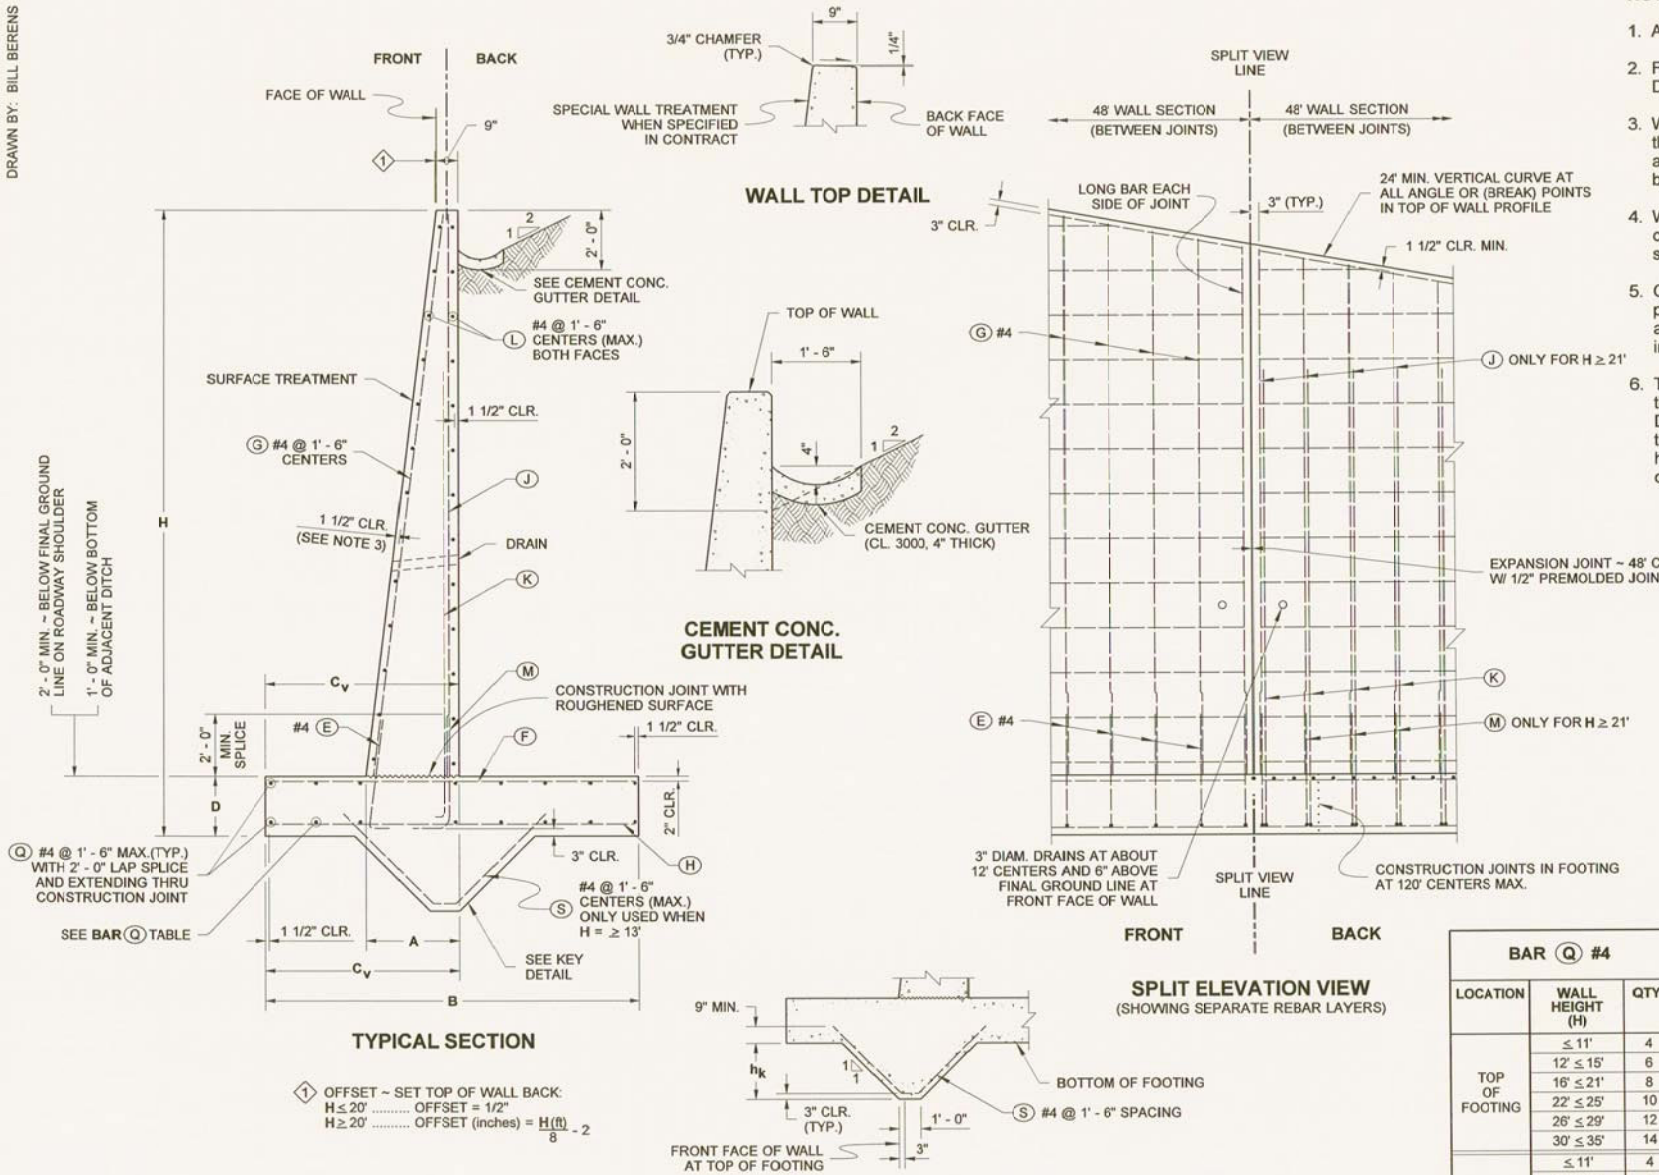 DRAWN BY: BILL BERENS
FRONT
BACK
FACE OF WALL
9"
1
H
2
1
2' - 0"
SEE CEMENT CONC.
GUTTER DETAIL
L
#4 @ 1' - 6"
CENTERS (MAX.)
BOTH FACES
SURFACE TREATMENT
1 1/2" CLR.
G #4 @ 1' - 6"
CENTERS
J
1 1/2" CLR.
(SEE NOTE 3)
DRAIN
K
2' - 0" MIN. ~ BELOW FINAL GROUND
LINE ON ROADWAY SHOULDER
1' - 0" MIN. ~ BELOW BOTTOM
OF ADJACENT DITCH
Cv
M
CONSTRUCTION JOINT WITH
ROUGHENED SURFACE
2' - 0"
MIN.
SPLICE
#4 E
F
1 1/2" CLR.
D
2" CLR.
Q #4 @ 1' - 6" MAX.(TYP.)
WITH 2' - 0" LAP SPLICE
AND EXTENDING THRU
CONSTRUCTION JOINT
SEE BAR Q TABLE
3" CLR.
H
S
#4 @ 1' - 6"
CENTERS (MAX.)
ONLY USED WHEN
H = ≥ 13'
1 1/2" CLR.
A
SEE KEY
DETAIL
Cv
B
TYPICAL SECTION
1 OFFSET ~ SET TOP OF WALL BACK:
H ≤ 20' ......... OFFSET = 1/2"
H ≥ 20' ......... OFFSET (inches) = H(ft)/8 - 2
9"
3/4" CHAMFER
(TYP.)
1/4"
SPECIAL WALL TREATMENT
WHEN SPECIFIED
IN CONTRACT
BACK FACE
OF WALL
WALL TOP DETAIL
TOP OF WALL
1' - 6"
2' - 0"
4"
2
1
CEMENT CONC. GUTTER
(CL. 3000, 4" THICK)
CEMENT CONC.
GUTTER DETAIL
9" MIN.
hk
1
1
BOTTOM OF FOOTING
S #4 @ 1' - 6" SPACING
3" CLR.
(TYP.)
1' - 0"
3"
FRONT FACE OF WALL
AT TOP OF FOOTING
SPLIT VIEW
LINE
48' WALL SECTION
(BETWEEN JOINTS)
48' WALL SECTION
(BETWEEN JOINTS)
LONG BAR EACH
SIDE OF JOINT
3" (TYP.)
24' MIN. VERTICAL CURVE AT
ALL ANGLE OR (BREAK) POINTS
IN TOP OF WALL PROFILE
3" CLR.
1 1/2" CLR. MIN.
G #4
J ONLY FOR H ≥ 21'
EXPANSION JOINT ~ 48' C
W/ 1/2" PREMOLDED JOIN
K
E #4
M ONLY FOR H ≥ 21'
3" DIAM. DRAINS AT ABOUT
12' CENTERS AND 6" ABOVE
FINAL GROUND LINE AT
FRONT FACE OF WALL
SPLIT VIEW
LINE
CONSTRUCTION JOINTS IN FOOTING
AT 120' CENTERS MAX.
FRONT
BACK
SPLIT ELEVATION VIEW
(SHOWING SEPARATE REBAR LAYERS)
1. A
2. F
D
3. W
th
a
b
4. W
c
s
5. C
p
a
in
6. T
t
D
t
h
c
BAR Q #4
LOCATION WALL HEIGHT (H) QTY
TOP OF FOOTING
≤ 11' 4
12' ≤ 15' 6
16' ≤ 21' 8
22' ≤ 25' 10
26' ≤ 29' 12
30' ≤ 35' 14
≤ 11' 4